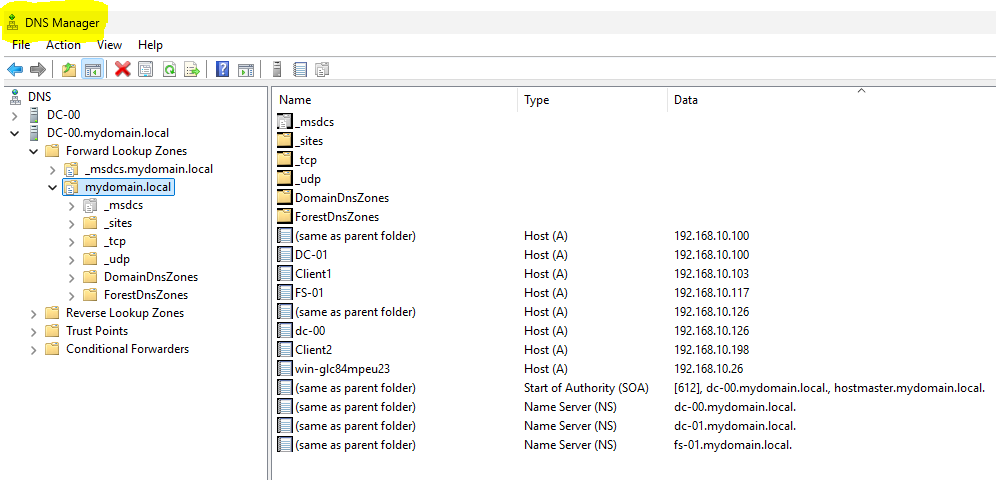 DNS Manager
File Action View Help
DNS
DC-00
DC-00.mydomain.local
Forward Lookup Zones
_msdcs.mydomain.local
mydomain.local
_msdcs
_sites
_tcp
_udp
DomainDnsZones
ForestDnsZones
Reverse Lookup Zones
Trust Points
Conditional Forwarders
Name Type Data
_msdcs
_sites
_tcp
_udp
DomainDnsZones
ForestDnsZones
(same as parent folder) Host (A) 192.168.10.100
DC-01 Host (A) 192.168.10.100
Client1 Host (A) 192.168.10.103
FS-01 Host (A) 192.168.10.117
(same as parent folder) Host (A) 192.168.10.126
dc-00 Host (A) 192.168.10.126
Client2 Host (A) 192.168.10.198
win-glc84mpeu23 Host (A) 192.168.10.26
(same as parent folder) Start of Authority (SOA) [612], dc-00.mydomain.local., hostmaster.mydomain.local.
(same as parent folder) Name Server (NS) dc-00.mydomain.local.
(same as parent folder) Name Server (NS) dc-01.mydomain.local.
(same as parent folder) Name Server (NS) fs-01.mydomain.local.